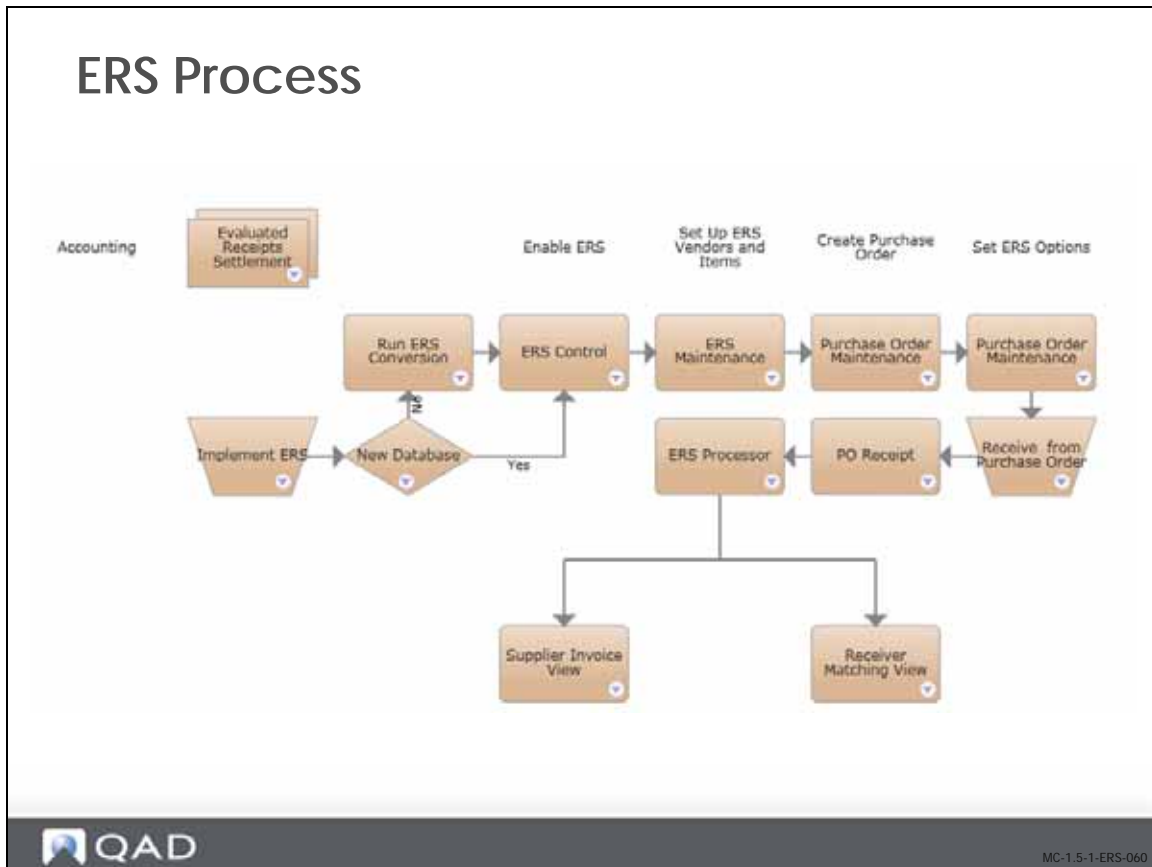 ERS Process
Accounting
Evaluated
Receipts
Settlement
Enable ERS
Set Up ERS
Vendors and
Items
Create Purchase
Order
Set ERS Options
Run ERS
Conversion
ERS Control
ERS
Maintenance
Purchase Order
Maintenance
Purchase Order
Maintenance
No
Implement ERS
New Database
Yes
ERS Processor
PO Receipt
Receive from
Purchase Order
Supplier Invoice
View
Receiver
Matching View
QAD
MC-1.5-1-ERS-060